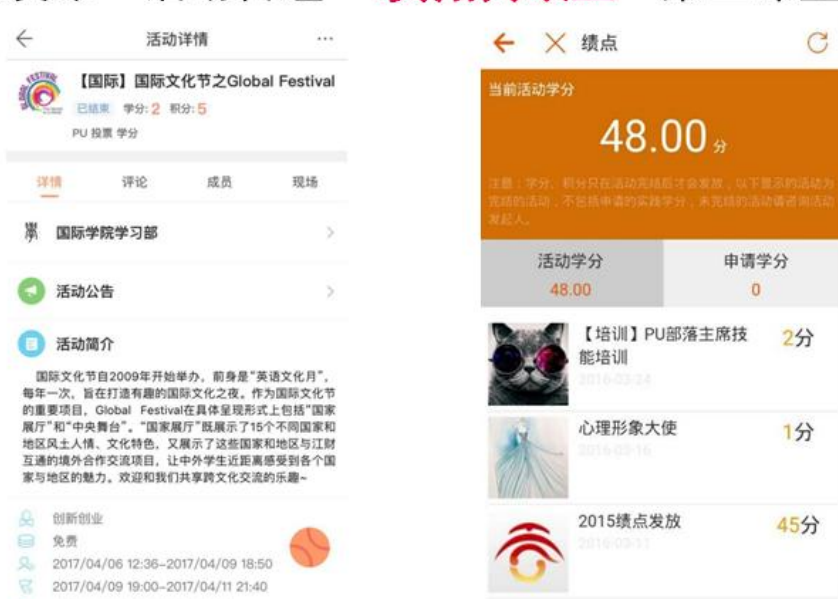 活动详情
【国际】国际文化节之Global Festival
已结束 学分: 2 积分: 5
PU 投票 学分
详情 评论 成员 现场
国际学院学习部
活动公告
活动简介
国际文化节自2009年开始举办，前身是“英语文化月”，
每年一次，旨在打造有趣的国际文化之夜。作为国际文化节
的重要项目，Global Festival在具体呈现形式上包括“国家
展厅”和“中央舞台”。“国家展厅”既展示了15个不同国家和
地区风土人情、文化特色，又展示了这些国家和地区与江财
互通的境外合作交流项目，让中外学生近距离感受到各个国
家与地区的魅力。欢迎和我们共享跨文化交流的乐趣~
创新创业
免费
2017/04/06 12:36-2017/04/09 18:50
2017/04/09 19:00-2017/04/11 21:40
绩点
当前活动学分
48.00 分
注意：学分、积分只在活动完结后才会发放，以下显示的活动为
完结的活动，不包括申请的实践学分，未完结的活动请咨询活动
发起人。
活动学分 申请学分
48.00 0
【培训】PU部落主席技 2分
能培训
2016-03-24
心理形象大使 1分
2016-03-16
2015绩点发放 45分
2016-03-11